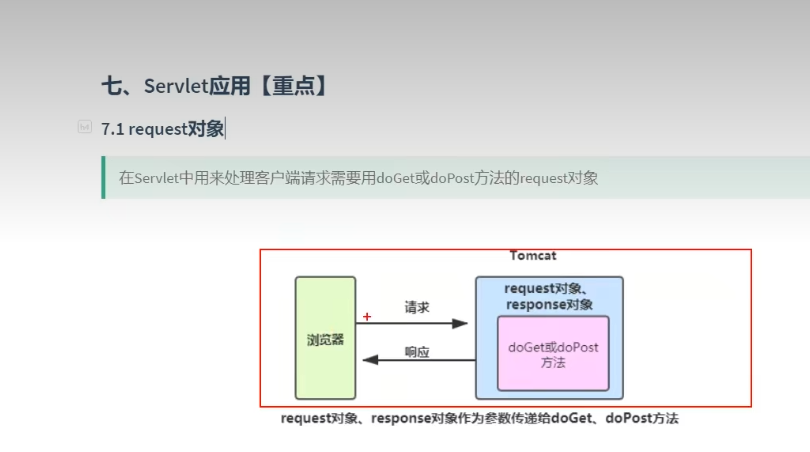 七、Servlet应用【重点】
7.1 request对象
在Servlet中用来处理客户端请求需要用doGet或doPost方法的request对象
Tomcat
request对象、
response对象
请求
浏览器
doGet或doPost
方法
响应
request对象、response对象作为参数传递给doGet、doPost方法